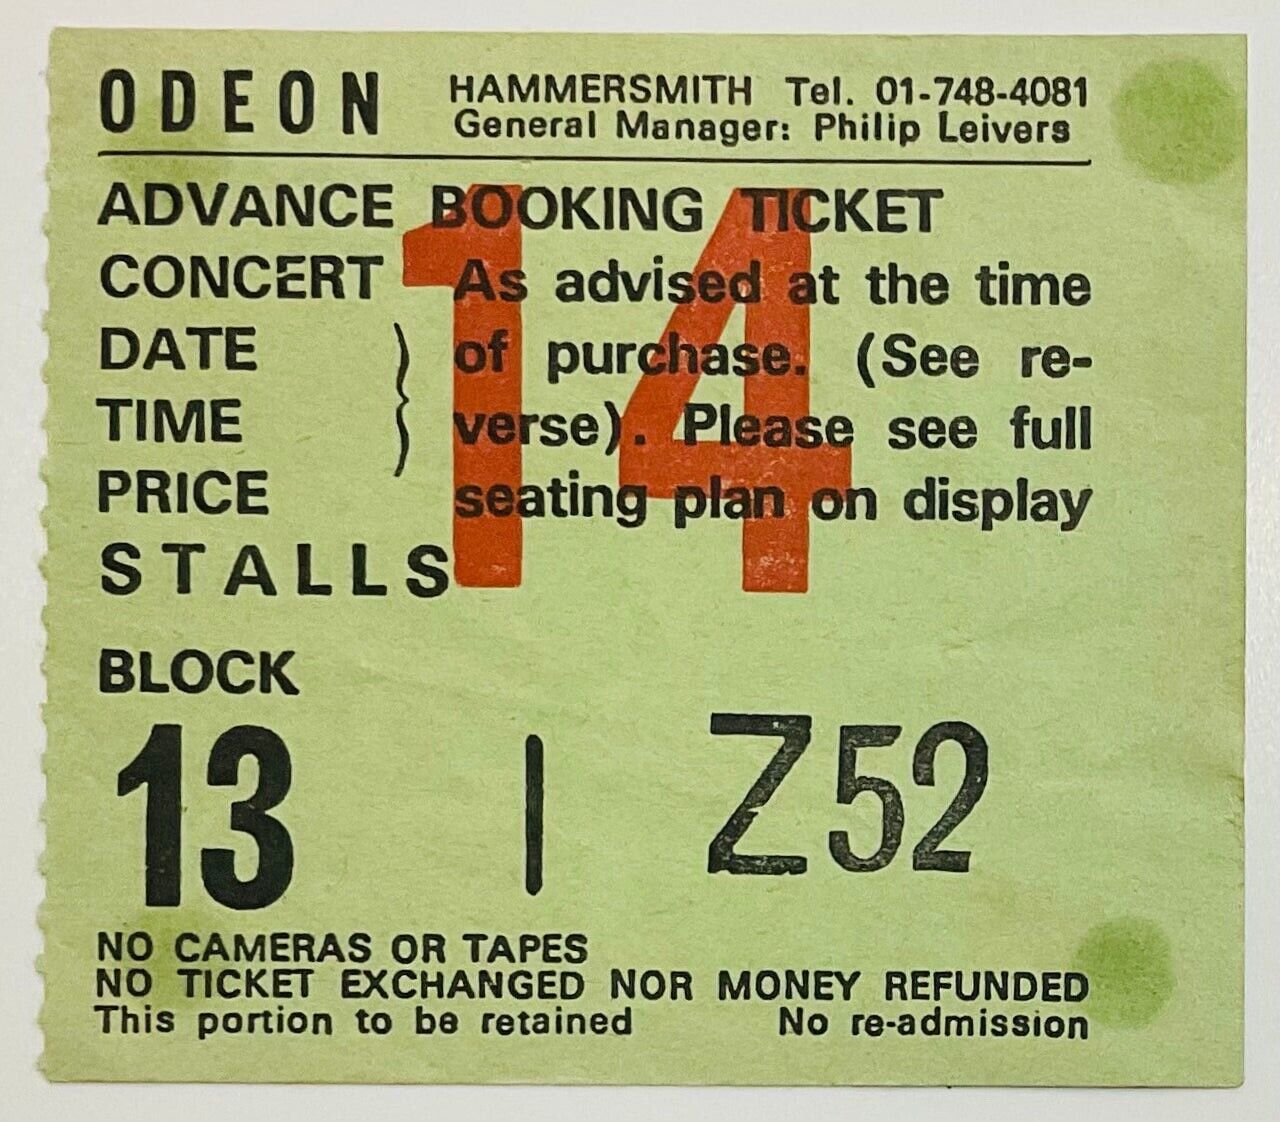 ODEON HAMMERSMITH Tel. 01-748-4081
General Manager: Philip Leivers
ADVANCE BOOKING TICKET
14
CONCERT As advised at the time
DATE } of purchase. (See re-
TIME verse). Please see full
PRICE seating plan on display
STALLS
BLOCK
13 | Z52
NO CAMERAS OR TAPES
NO TICKET EXCHANGED NOR MONEY REFUNDED
This portion to be retained No re-admission